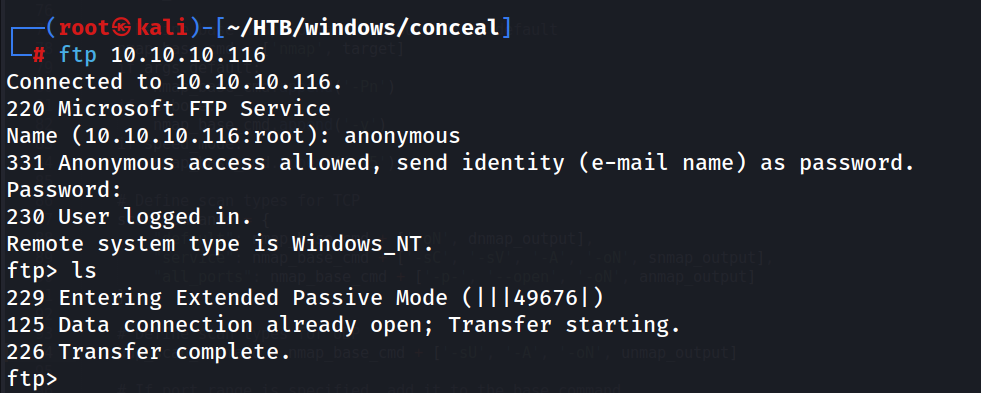 ┌──(root㉿kali)-[~/HTB/windows/conceal]
└─# ftp 10.10.10.116
Connected to 10.10.10.116.
220 Microsoft FTP Service
Name (10.10.10.116:root): anonymous
331 Anonymous access allowed, send identity (e-mail name) as password.
Password:
230 User logged in.
Remote system type is Windows_NT.
ftp> ls
229 Entering Extended Passive Mode (|||49676|)
125 Data connection already open; Transfer starting.
226 Transfer complete.
ftp>